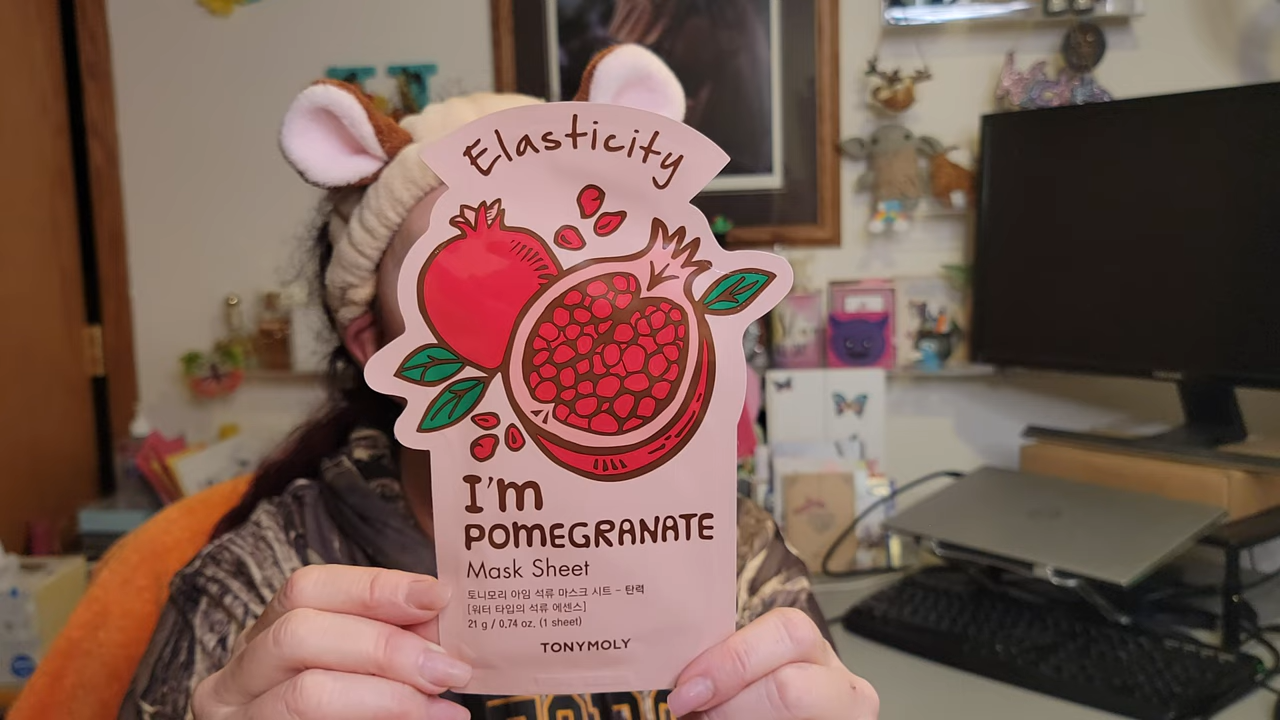 Elasticity
I'm
POMEGRANATE
Mask Sheet
토니모리 아임 석류 마스크 시트 - 탄력
[워터 타입의 석류 에센스]
21 g / 0.74 oz. (1 sheet)
TONYMOLY